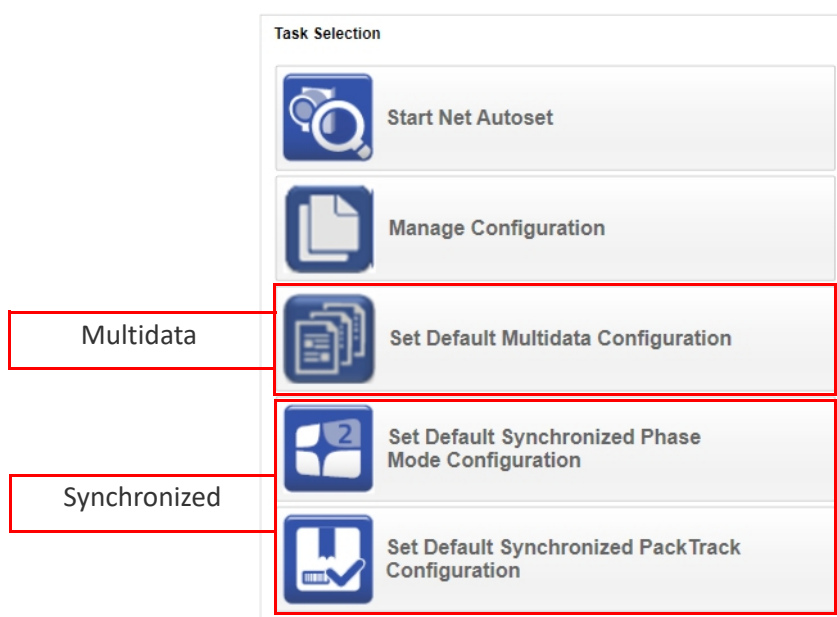 Task Selection
Start Net Autoset
Manage Configuration
Multidata
Set Default Multidata Configuration
2
Set Default Synchronized Phase
Mode Configuration
Synchronized
Set Default Synchronized PackTrack
Configuration